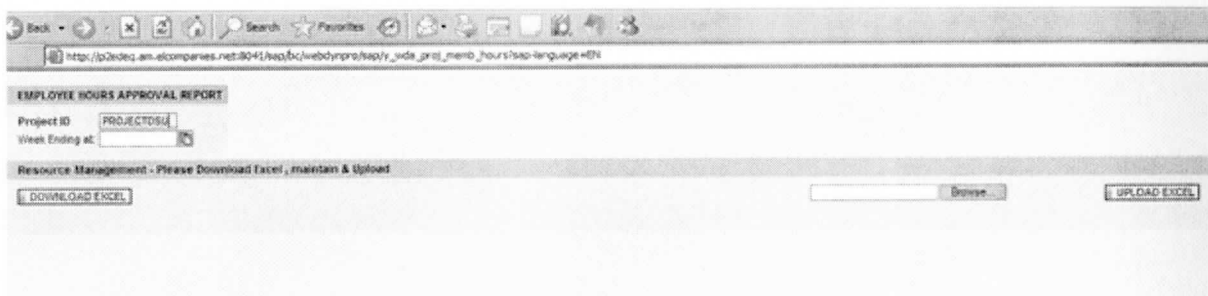 Back Search Favorites
http://p2eideq.am.elcompanies.net:8041/sap/bc/webdynpro/sap/y_wda_proj_memb_hours?sap-language=EN
EMPLOYEE HOURS APPROVAL REPORT
Project ID PROJECTDSU
Week Ending at:
Resource Management - Please Download Excel , maintain & Upload
DOWNLOAD EXCEL Browse... UPLOAD EXCEL